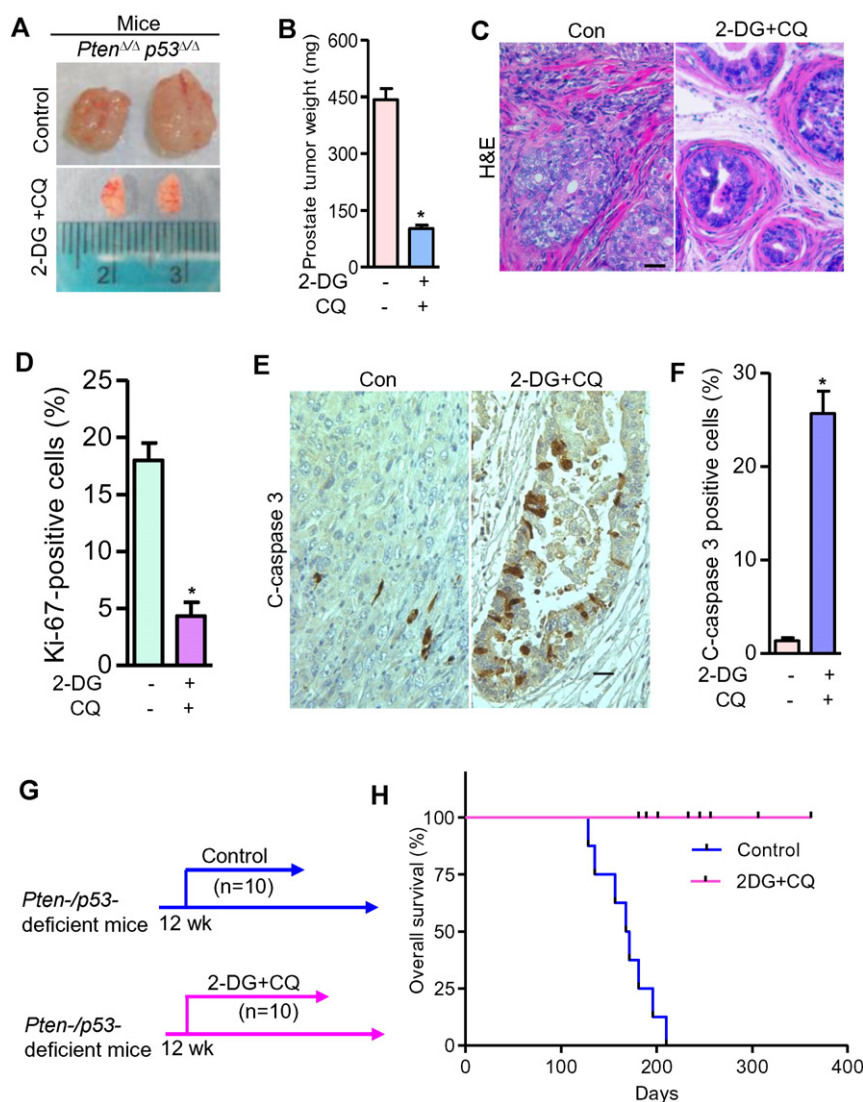 A
Mice
Pten^Δ/Δ p53^Δ/Δ
Control
2-DG +CQ
2
3
B
Prostate tumor weight (mg)
600
450
300
150
0
*
2-DG - +
CQ - +
C
Con 2-DG+CQ
H&E
D
Ki-67-positive cells (%)
25
20
15
10
5
0
*
2-DG - +
CQ - +
E
Con 2-DG+CQ
C-caspase 3
F
C-caspase 3 positive cells (%)
30
20
10
0
*
2-DG - +
CQ - +
G
Control
(n=10)
Pten-/p53-
deficient mice
12 wk
2-DG+CQ
(n=10)
Pten-/p53-
deficient mice
12 wk
H
Overall survival (%)
100
75
50
25
0
Control
2DG+CQ
0 100 200 300 400
Days